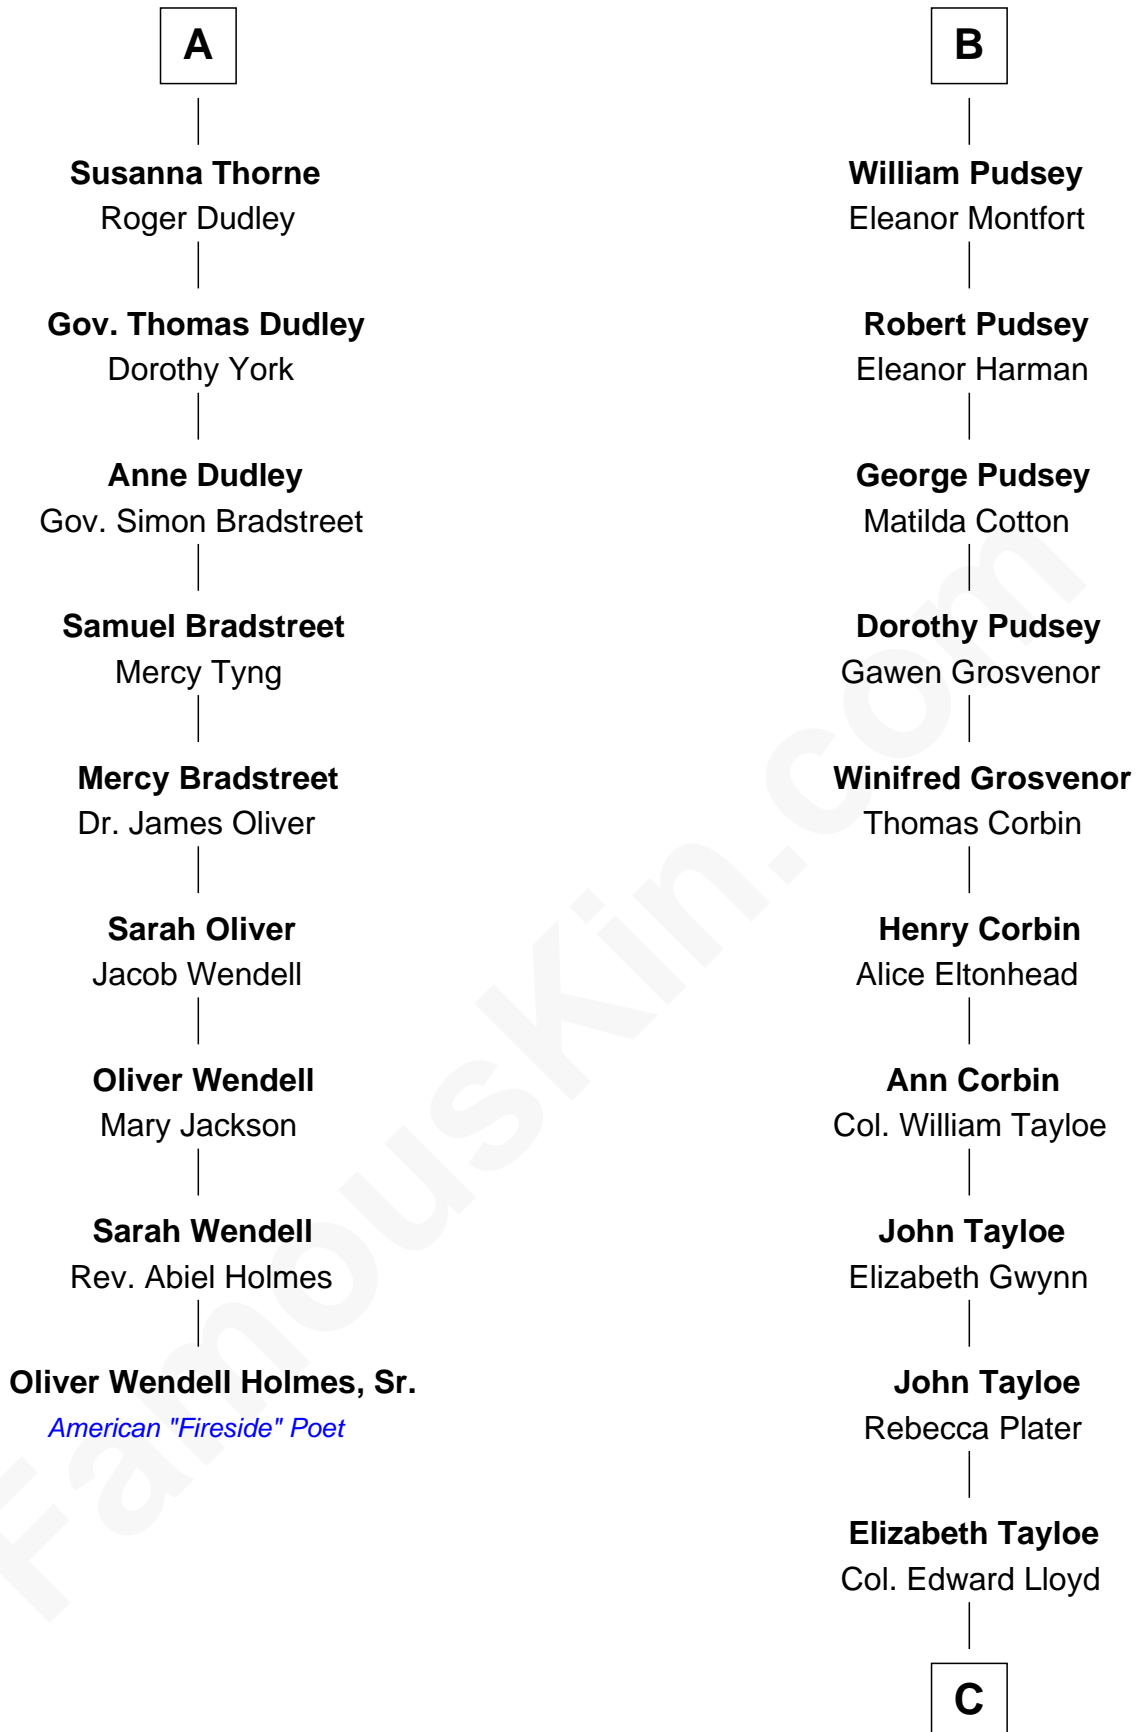 A
Susanna Thorne
Roger Dudley
Gov. Thomas Dudley
Dorothy York
Anne Dudley
Gov. Simon Bradstreet
Samuel Bradstreet
Mercy Tyng
Mercy Bradstreet
Dr. James Oliver
Sarah Oliver
Jacob Wendell
Oliver Wendell
Mary Jackson
Sarah Wendell
Rev. Abiel Holmes
Oliver Wendell Holmes, Sr.
American "Fireside" Poet
B
William Pudsey
Eleanor Montfort
Robert Pudsey
Eleanor Harman
George Pudsey
Matilda Cotton
Dorothy Pudsey
Gawen Grosvenor
Winifred Grosvenor
Thomas Corbin
Henry Corbin
Alice Eltonhead
Ann Corbin
Col. William Tayloe
John Tayloe
Elizabeth Gwynn
John Tayloe
Rebecca Plater
Elizabeth Tayloe
Col. Edward Lloyd
C
FamousKin.com